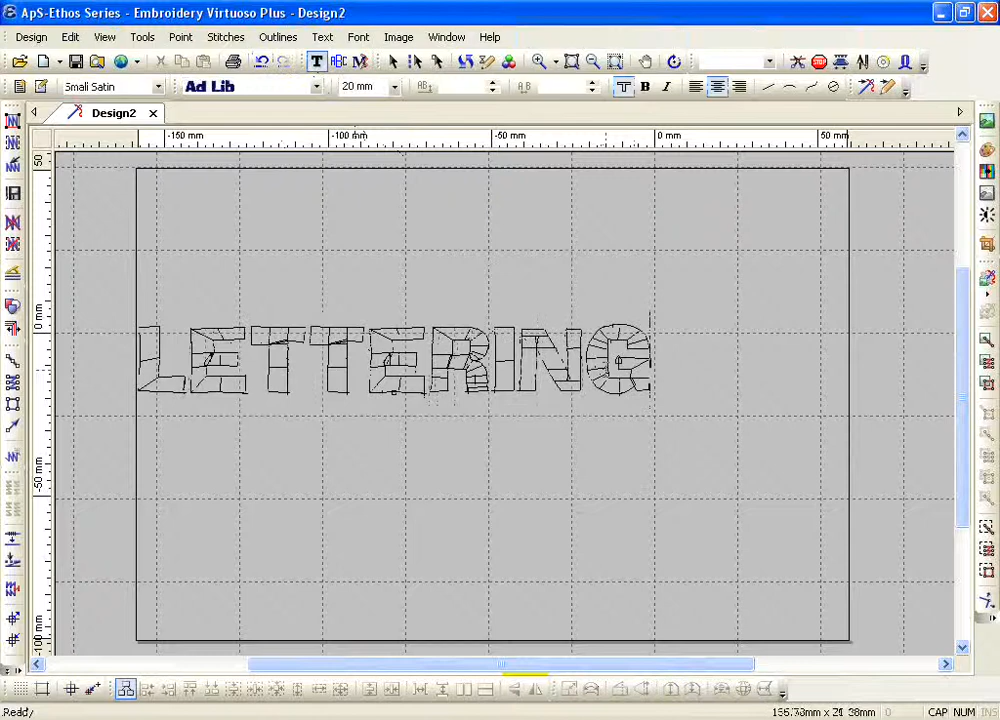 ApS-Ethos Series - Embroidery Virtuoso Plus - Design2
Design Edit View Tools Point Stitches Outlines Text Font Image Window Help
Small Satin Ad Lib 20 mm
Design2
-150 mm -100 mm -50 mm 0 mm 50 mm
50
0 mm
-50 mm
-100 mm
LETTERING
Ready
CAP NUM INS